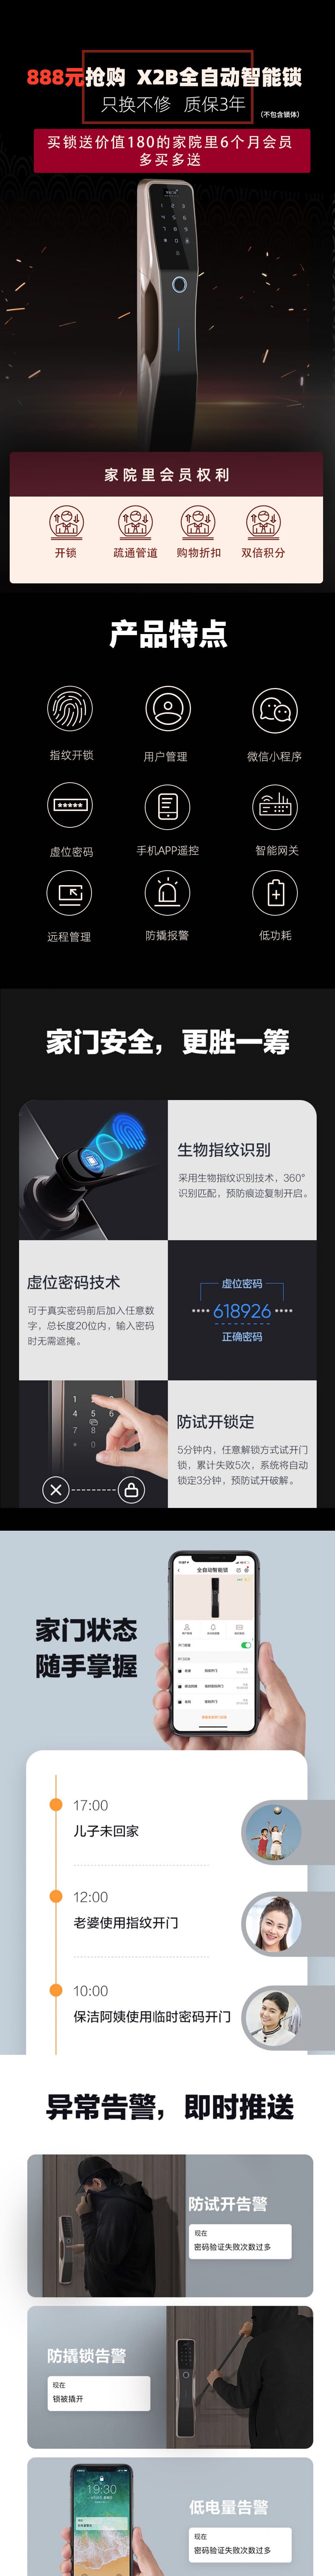 888元抢购 X2B全自动智能锁
只换不修 质保3年
(不包含锁体)
买锁送价值180的家院里6个月会员
多买多送
家院里会员权利
开锁 疏通管道 购物折扣 双倍积分
产品特点
指纹开锁 用户管理 微信小程序
虚位密码 手机APP遥控 智能网关
远程管理 防撬报警 低功耗
家门安全，更胜一筹
生物指纹识别
采用生物指纹识别技术，360°
识别匹配，预防痕迹复制开启。
虚位密码技术
可于真实密码前后加入任意数
字，总长度20位内，输入密码
时无需遮掩。
虚位密码
618926
正确密码
防试开锁定
5分钟内，任意解锁方式试开门
锁，累计失败5次，系统将自动
锁定3分钟，预防试开破解。
家门状态
随手掌握
全自动智能锁
17:00
儿子未回家
12:00
老婆使用指纹开门
10:00
保洁阿姨使用临时密码开门
异常告警，即时推送
防试开告警
现在
密码验证失败次数过多
防撬锁告警
现在
锁被撬开
19:30
低电量告警
现在
密码验证失败次数过多